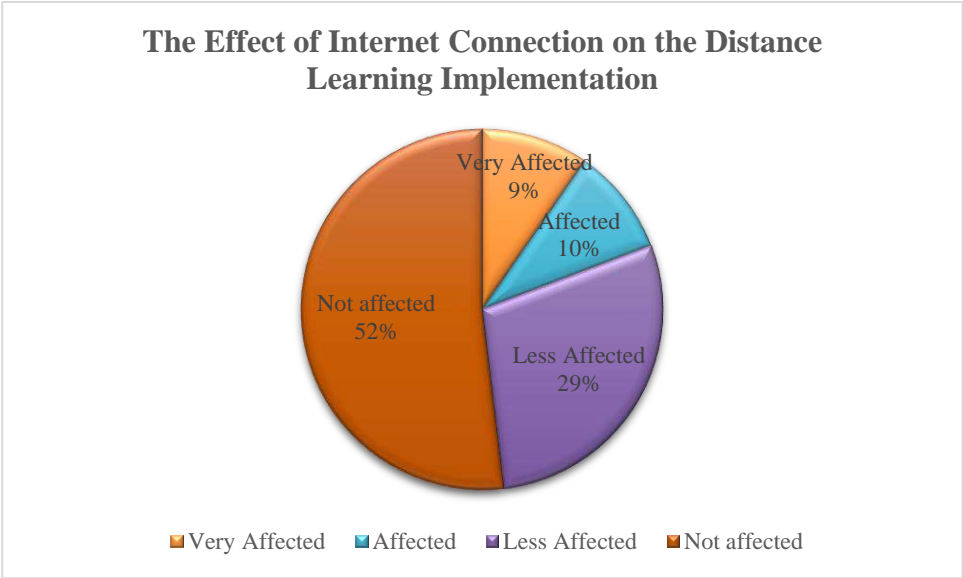 The Effect of Internet Connection on the Distance
Learning Implementation
Very Affected
9%
Affected
10%
Not affected
52%
Less Affected
29%
Very Affected
Affected
Less Affected
Not affected